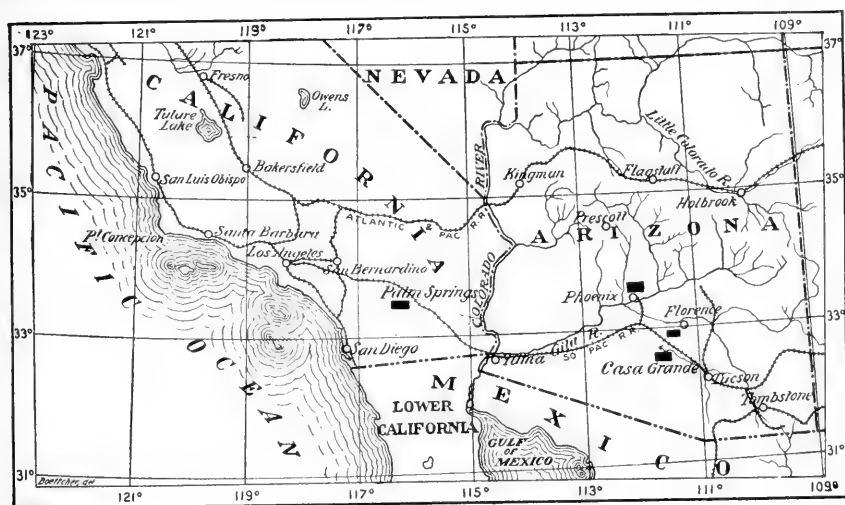 123° 121° 119° 117° 115° 113° 111° 109°
37° 37°
NEVADA
CALIFORNIA
Fresno
Owens L.
Tulare Lake
Little Colorado R.
Bakersfield
RIVER
Kingman
Flagstaff
San Luis Obispo
Holbrook
35° 35°
ATLANTIC & PAC R.R.
Prescott
Santa Barbara
ARIZONA
Pt. Concepcion
Los Angeles
San Bernardino
COLORADO
Palm Springs
Phoenix
Florence
PACIFIC OCEAN
33° 33°
Gila R.
SO PAC R.R.
San Diego
Yuma
Casa Grande
Tucson
Tombstone
MEXICO
LOWER
CALIFORNIA
GULF
OF
MEXICO
31° 31°
Boettcher, del
121° 119° 117° 115° 113° 111° 109°